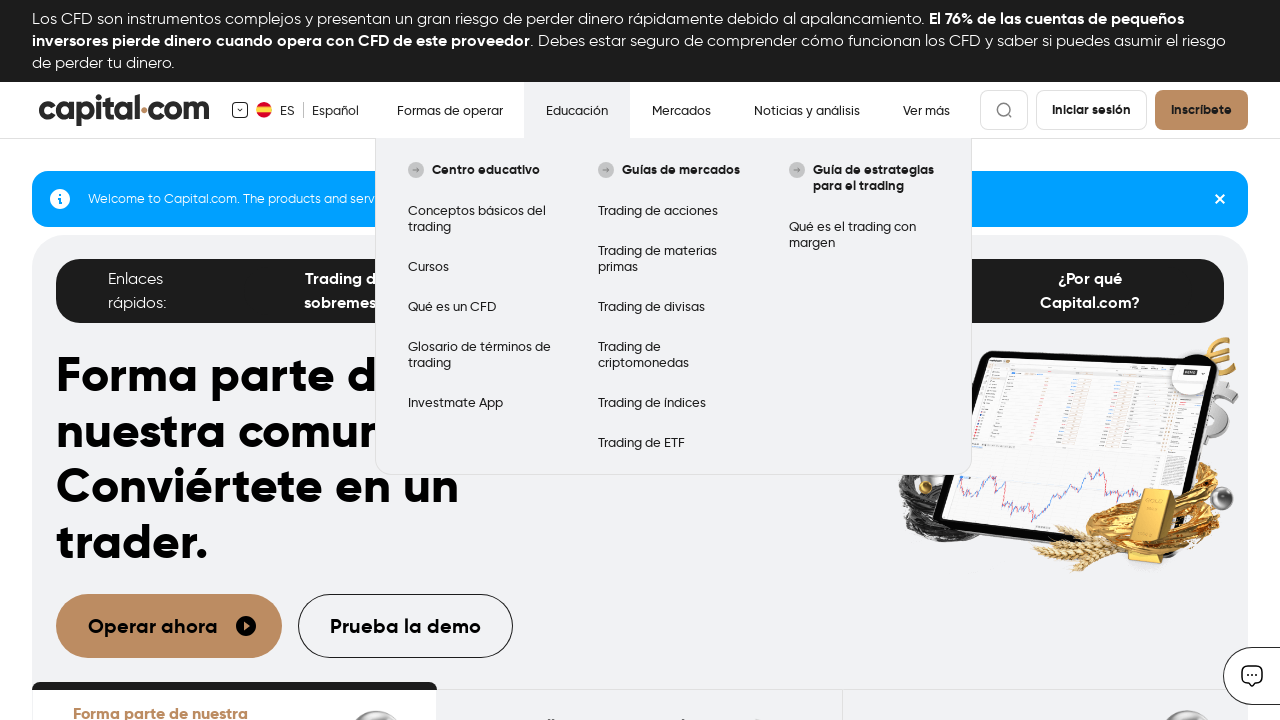 Los CFD son instrumentos complejos y presentan un gran riesgo de perder dinero rápidamente debido al apalancamiento. El 76% de las cuentas de pequeños
inversores pierde dinero cuando opera con CFD de este proveedor. Debes estar seguro de comprender cómo funcionan los CFD y saber si puedes asumir el riesgo
de perder tu dinero.
capital.com
ES
Español
Formas de operar
Educación
Mercados
Noticias y análisis
Ver más
Iniciar sesión
Inscríbete
Centro educativo
Conceptos básicos del
trading
Cursos
Qué es un CFD
Glosario de términos de
trading
Investmate App
Guías de mercados
Trading de acciones
Trading de materias
primas
Trading de divisas
Trading de
criptomonedas
Trading de índices
Trading de ETF
Guía de estrategias
para el trading
Qué es el trading con
margen
Welcome to Capital.com. The products and serv
Enlaces
rápidos:
Trading d
sobremes
¿Por qué
Capital.com?
Forma parte d
nuestra comun
Conviértete en un
trader.
Operar ahora
Prueba la demo
Forma parte de nuestra